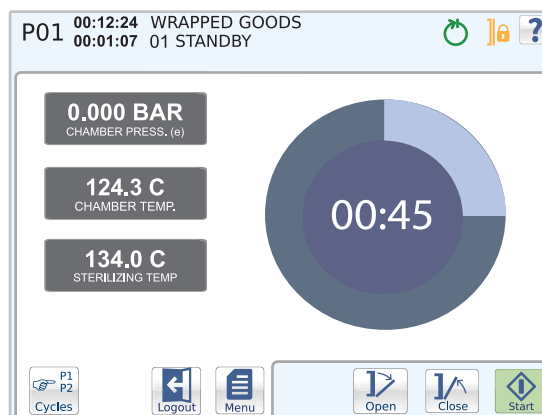 P01 00:12:24 WRAPPED GOODS
00:01:07 01 STANDBY
?
0.000 BAR
CHAMBER PRESS. (e)
124.3 C
CHAMBER TEMP.
134.0 C
STERILIZING TEMP
00:45
P1
P2
Cycles
Logout
Menu
Open
Close
Start